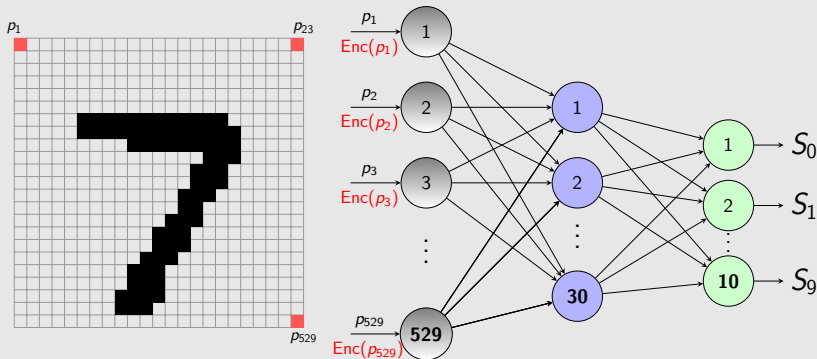 p₁ p₂₃
p₅₂₉
p₁
Enc(p₁)
1
p₂
Enc(p₂)
2
p₃
Enc(p₃)
3
⋮
p₅₂₉
Enc(p₅₂₉)
529
1
2
⋮
30
1
2
⋮
10
S₀
S₁
S₉